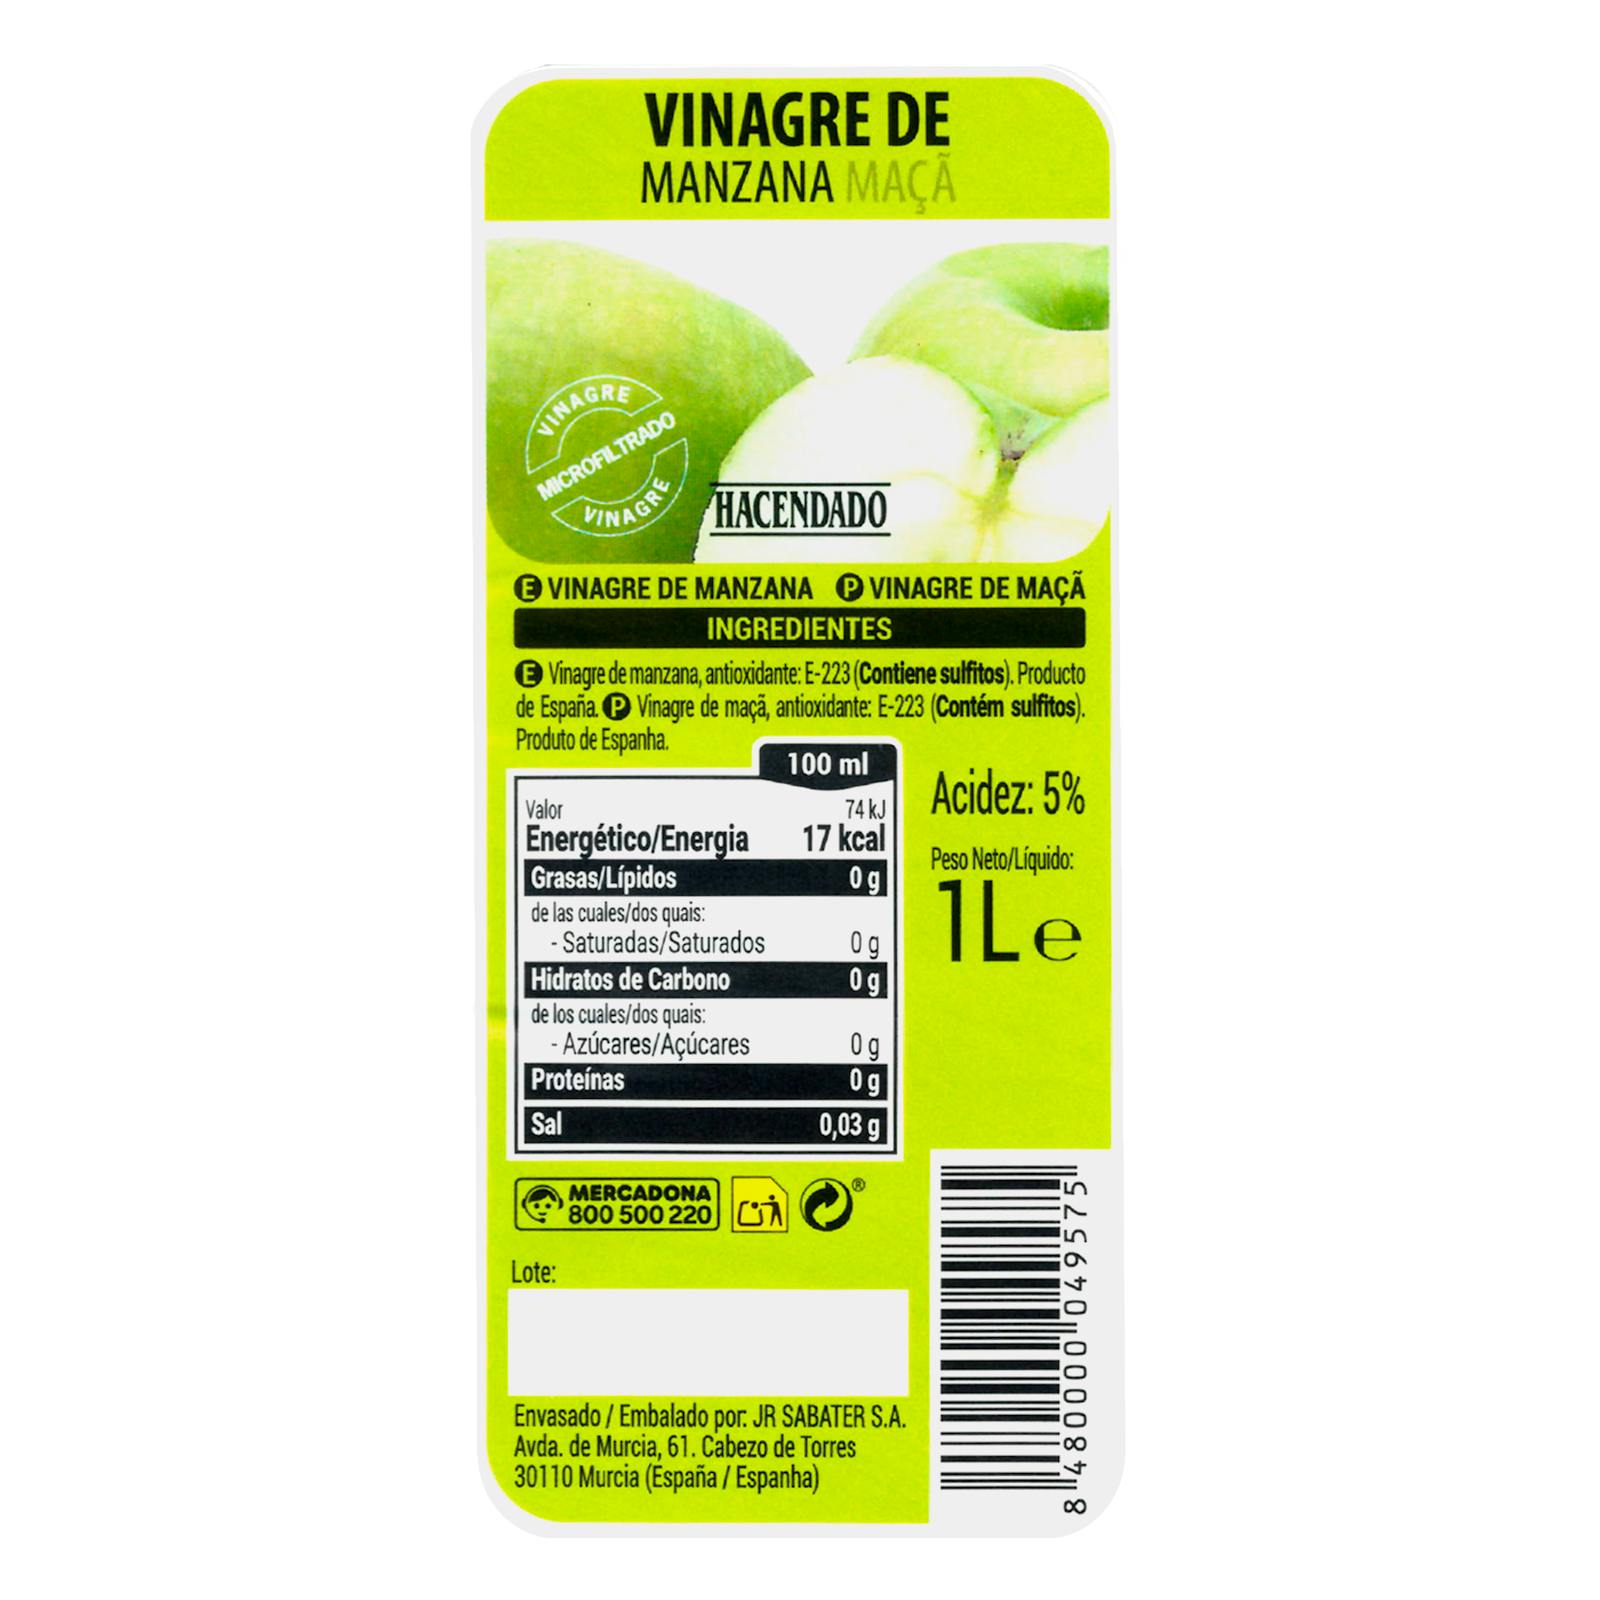 VINAGRE DE
MANZANA MAÇÃ
VINAGRE
MICROFILTRADO
VINAGRE
HACENDADO
E VINAGRE DE MANZANA P VINAGRE DE MAÇÃ
INGREDIENTES
E Vinagre de manzana, antioxidante: E-223 (Contiene sulfitos). Producto
de España. P Vinagre de maçã, antioxidante: E-223 (Contém sulfitos).
Produto de Espanha.
100 ml
Valor 74 kJ
Energético/Energia 17 kcal
Grasas/Lípidos 0 g
de las cuales/dos quais:
- Saturadas/Saturados 0 g
Hidratos de Carbono 0 g
de los cuales/dos quais:
- Azúcares/Açúcares 0 g
Proteínas 0 g
Sal 0,03 g
Acidez: 5%
Peso Neto/Líquido:
1L e
MERCADONA
800 500 220
®
Lote:
Envasado / Embalado por: JR SABATER S.A.
Avda. de Murcia, 61. Cabezo de Torres
30110 Murcia (España / Espanha)
8 480000 049575